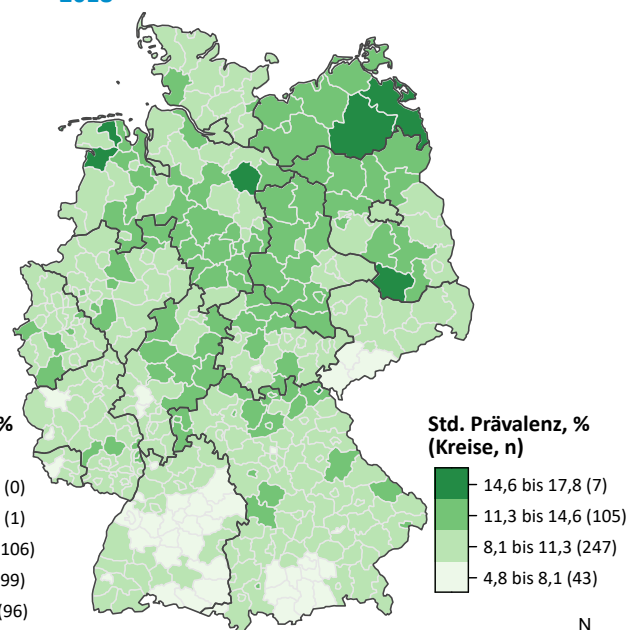 %
(0)
(1)
106)
99)
(96)
Std. Prävalenz, %
(Kreise, n)
14,6 bis 17,8 (7)
11,3 bis 14,6 (105)
8,1 bis 11,3 (247)
4,8 bis 8,1 (43)
N